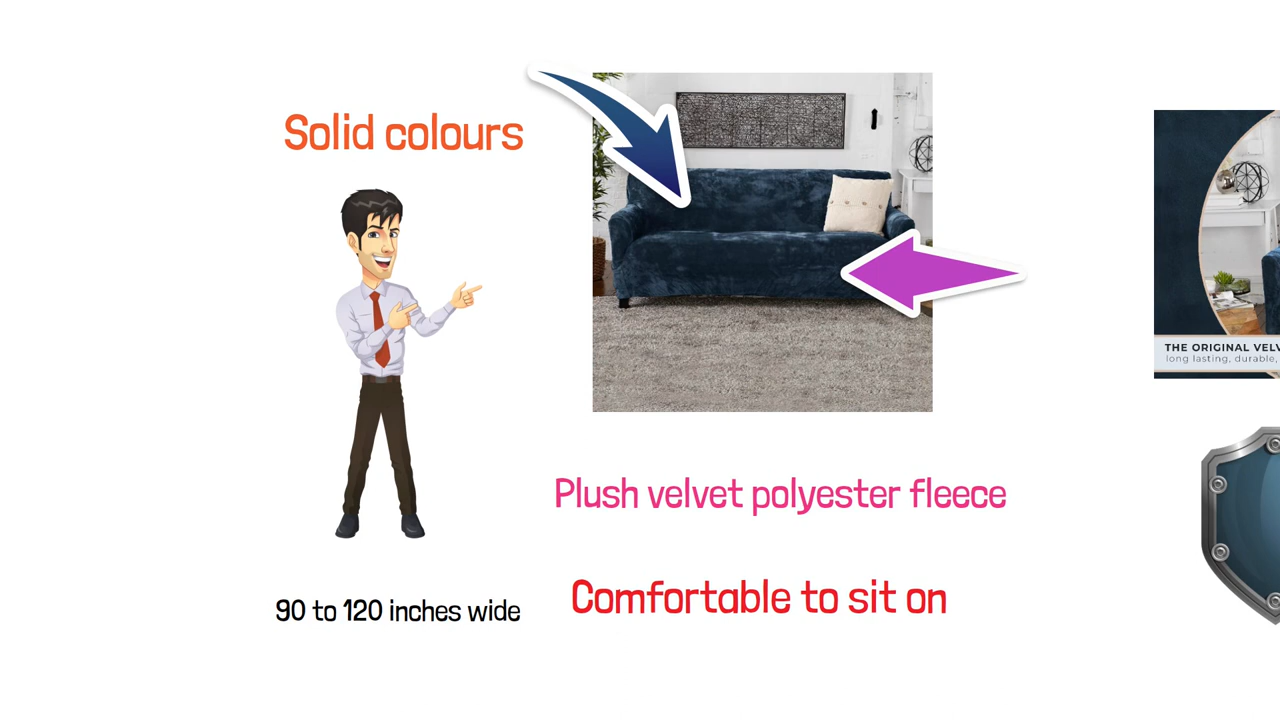 Solid colours
THE ORIGINAL
long lasting, durable,
Plush velvet polyester fleece
Comfortable to sit on
90 to 120 inches wide